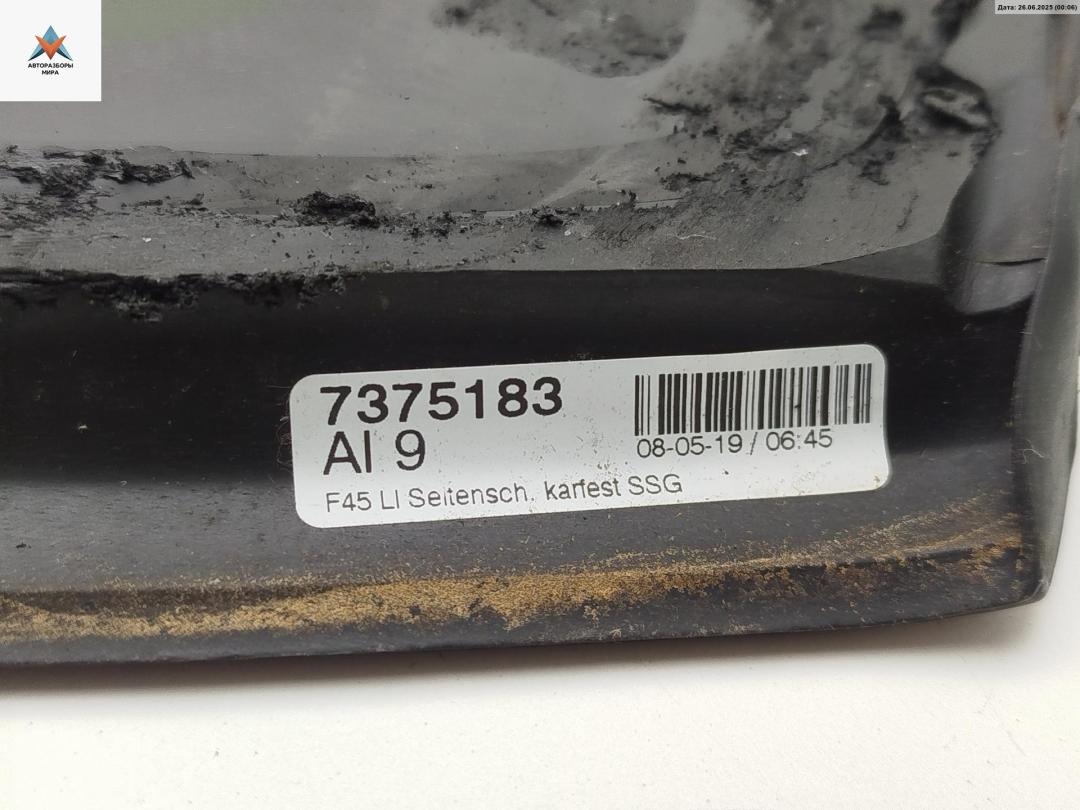 АВТОРАЗБОРЫ
МИРА
Дата: 26.06.2025 (00:06)
7375183
AI 9
08-05-19 / 06:45
F45 LI Seitensch. karfest SSG